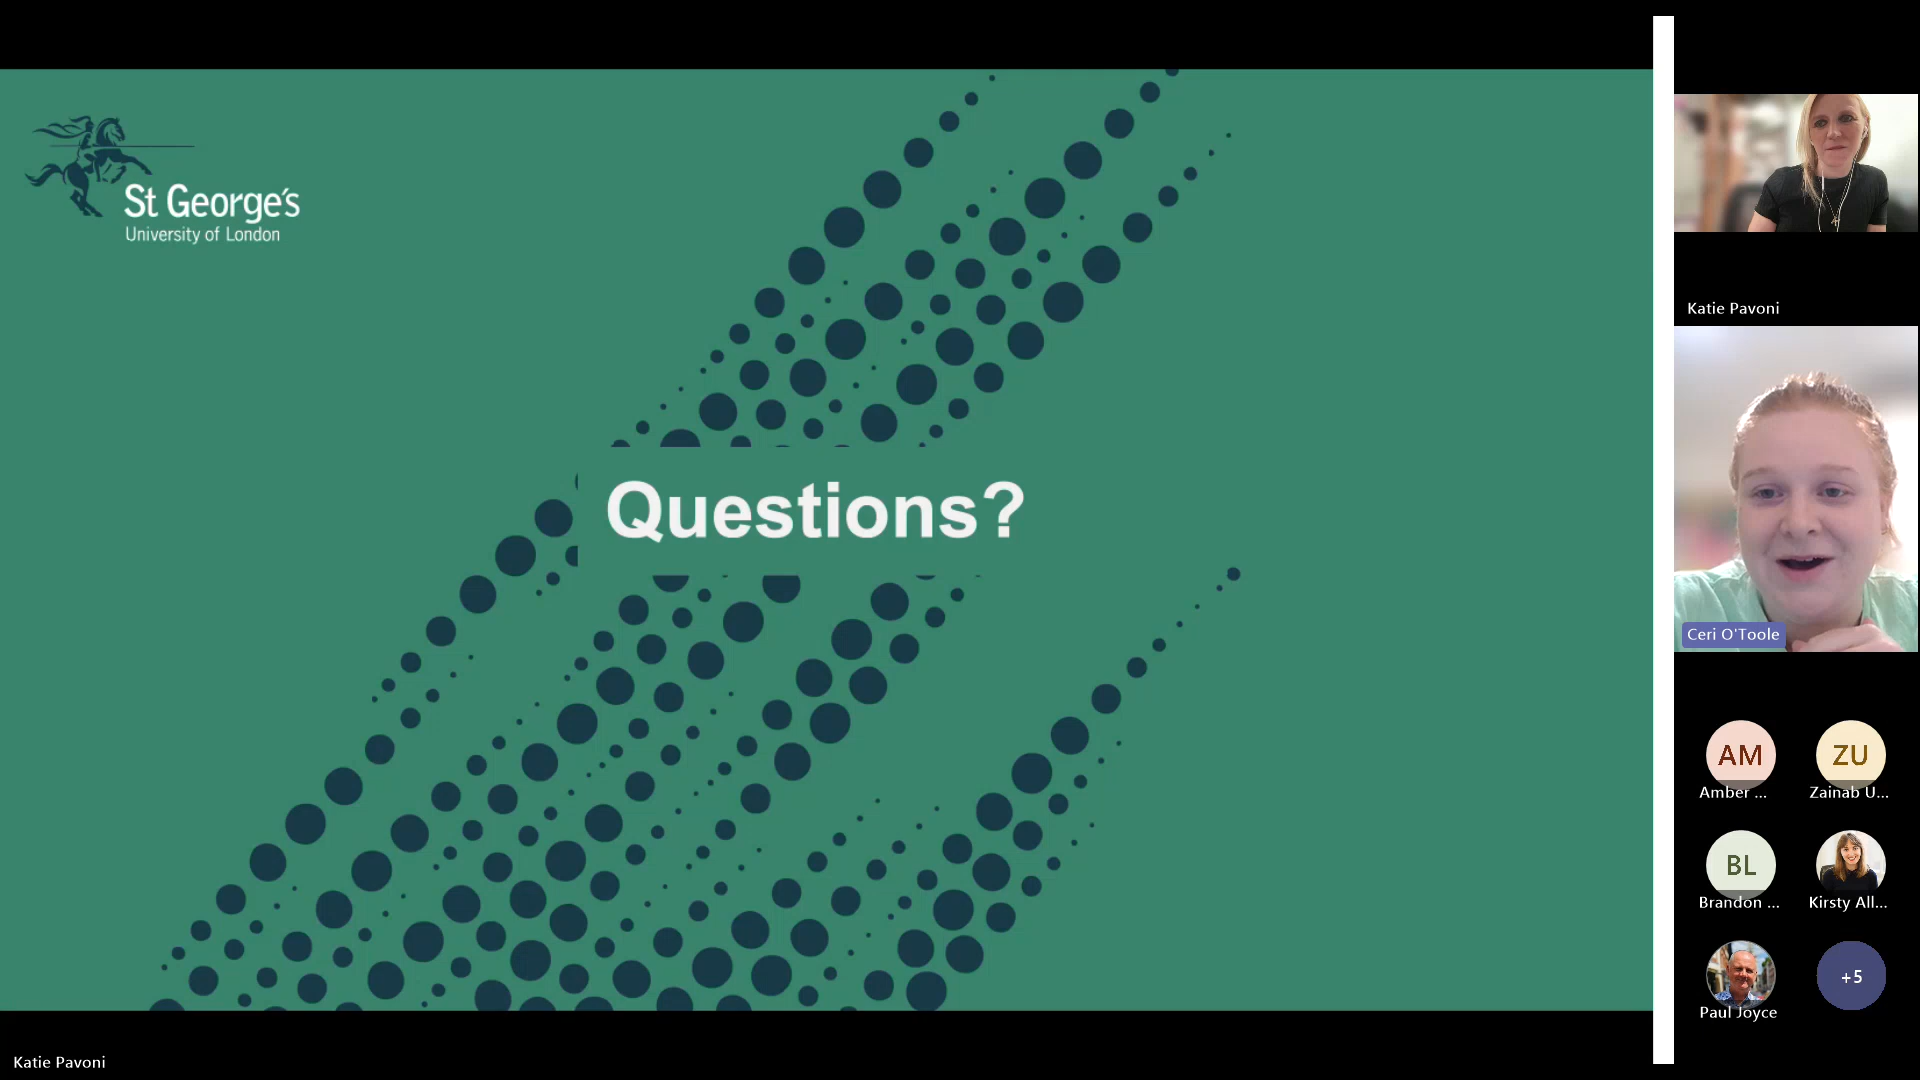 St George's
University of London
Questions?
Katie Pavoni
Katie Pavoni
Ceri O'Toole
AM
Amber ...
ZU
Zainab U...
BL
Brandon ...
Kirsty All...
Paul Joyce
+5